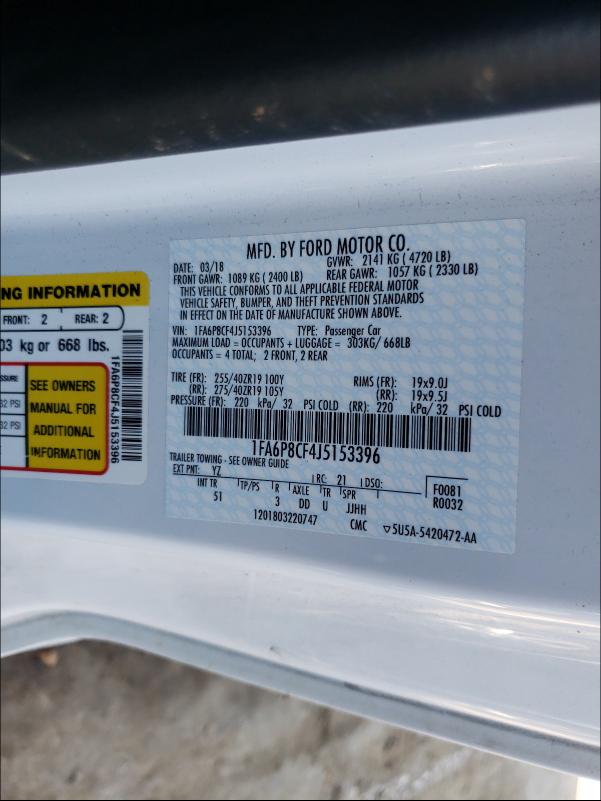 MFD. BY FORD MOTOR CO.
DATE: 03/18 GVWR: 2141 KG ( 4720 LB)
FRONT GAWR: 1089 KG ( 2400 LB) REAR GAWR: 1057 KG ( 2330 LB)
THIS VEHICLE CONFORMS TO ALL APPLICABLE FEDERAL MOTOR
VEHICLE SAFETY, BUMPER, AND THEFT PREVENTION STANDARDS
IN EFFECT ON THE DATE OF MANUFACTURE SHOWN ABOVE.
VIN: 1FA6P8CF4J5153396 TYPE: Passenger Car
MAXIMUM LOAD = OCCUPANTS + LUGGAGE = 303KG/ 668LB
OCCUPANTS = 4 TOTAL; 2 FRONT, 2 REAR
TIRE (FR): 255/40ZR19 100Y RIMS (FR): 19x9.0J
(RR): 275/40ZR19 105Y (RR): 19x9.5J
PRESSURE (FR): 220 kPa/ 32 PSI COLD (RR): 220 kPa/ 32 PSI COLD
1FA6P8CF4J5153396
TRAILER TOWING - SEE OWNER GUIDE
EXT PNT: YZ RC: 21 DSO:
INT TR TP/PS R AXLE TR SPR
51 3 DD U JJHH
F0081
R0032
1201803220747 CMC ▽5U5A-5420472-AA
NG INFORMATION
FRONT: 2 REAR: 2
03 kg or 668 lbs.
SSURE
32 PSI
32 PSI
SEE OWNERS
MANUAL FOR
ADDITIONAL
INFORMATION
1FA6P8CF4J5153396